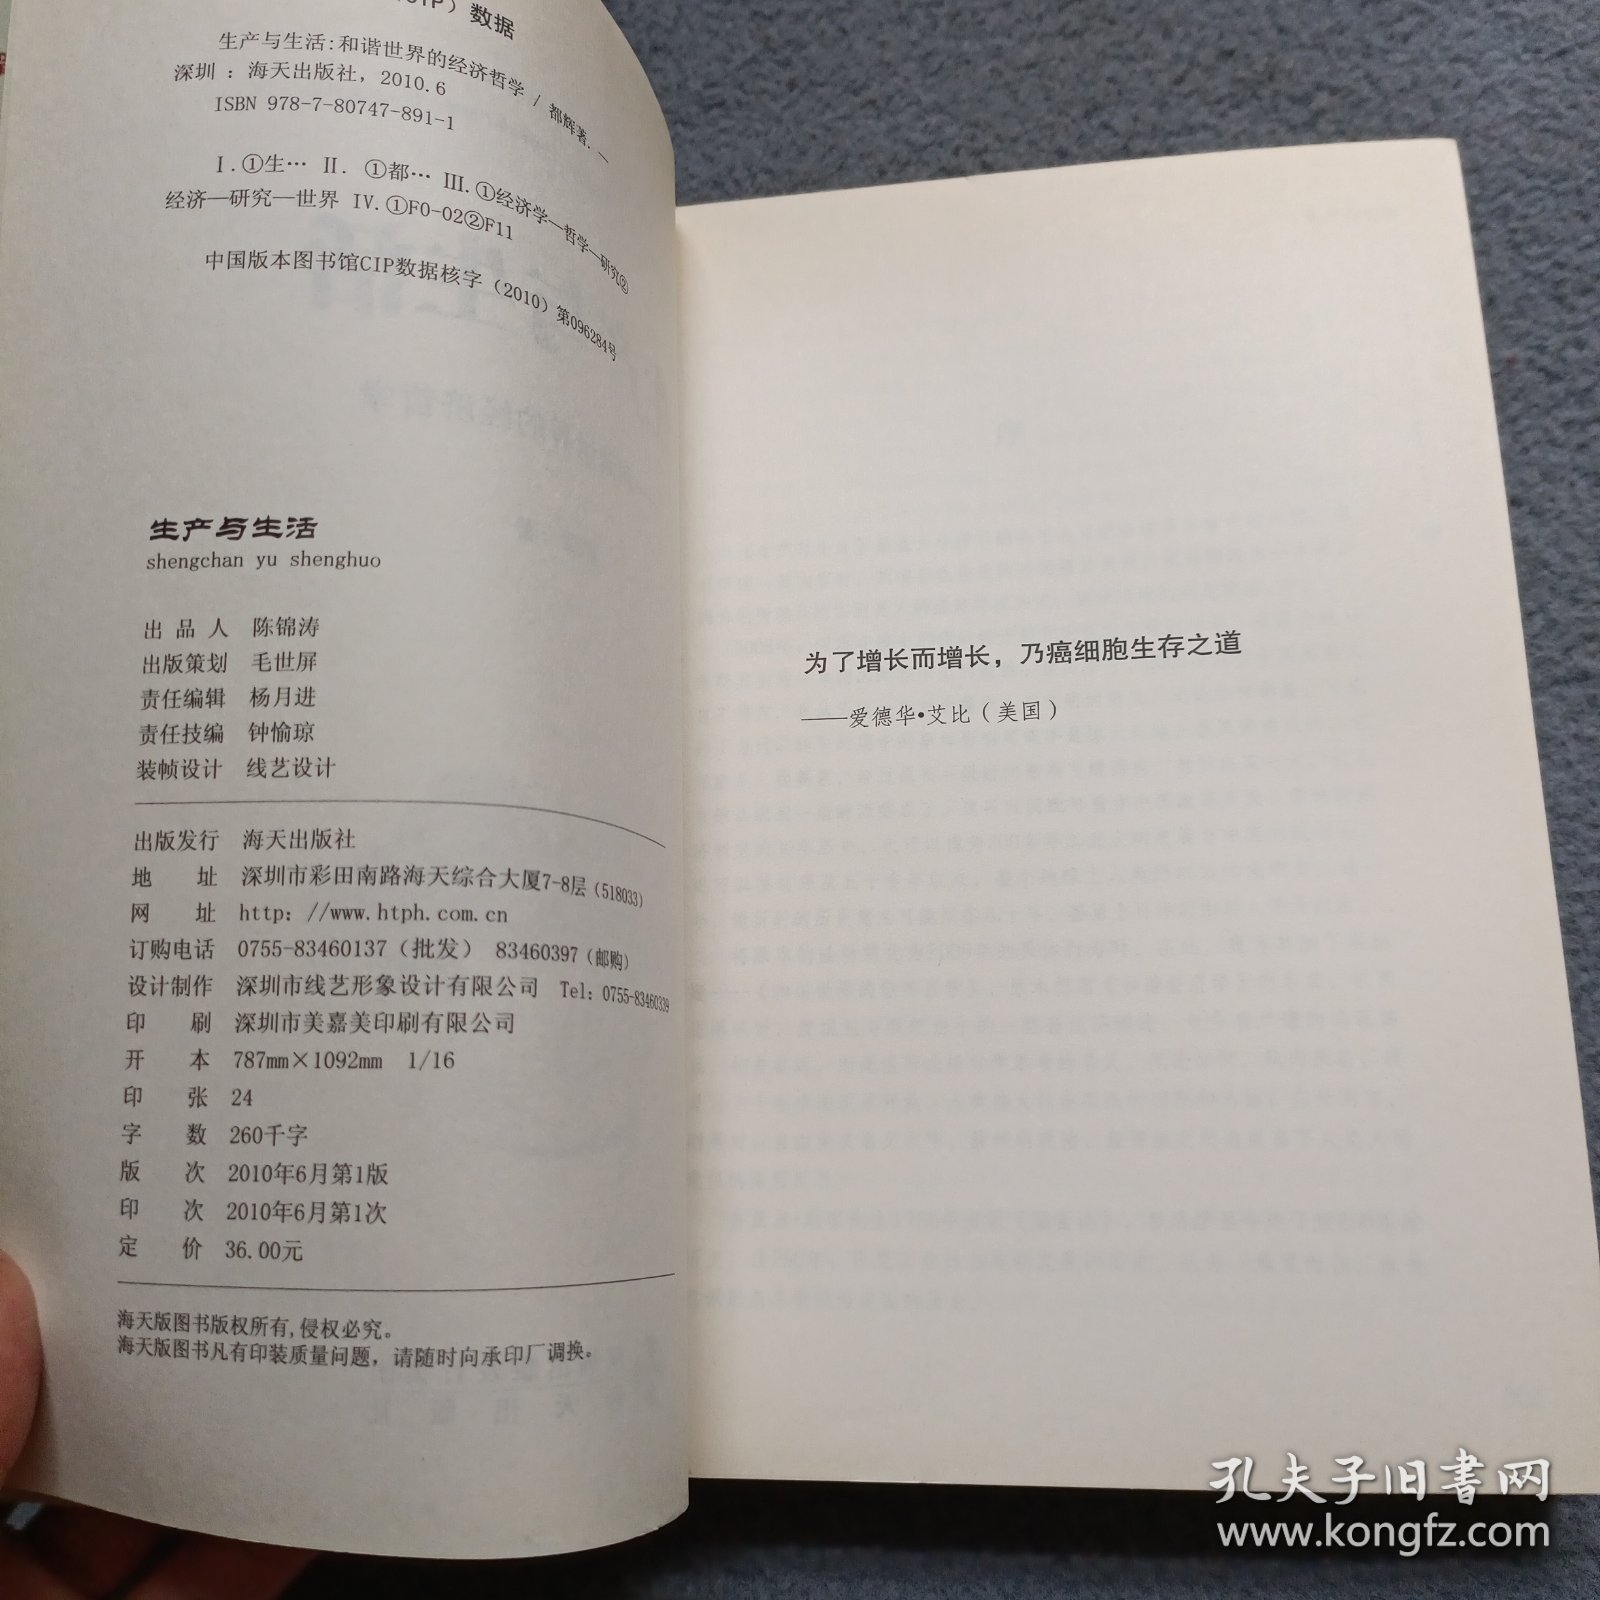 CIP）数据
生产与生活:和谐世界的经济哲学 / 都辉著. —
深圳 : 海天出版社, 2010.6
ISBN 978-7-80747-891-1
I.①生… II. ①都… III.①经济学—哲学—研究②
经济—研究—世界 IV.①F0-02②F11
中国版本图书馆CIP数据核字（2010）第096284号
生产与生活
shengchan yu shenghuo
出 品 人 陈锦涛
出版策划 毛世屏
责任编辑 杨月进
责任技编 钟愉琼
装帧设计 线艺设计
出版发行 海天出版社
地 址 深圳市彩田南路海天综合大厦7-8层（518033）
网 址 http: //www.htph.com.cn
订购电话 0755-83460137（批发） 83460397（邮购）
设计制作 深圳市线艺形象设计有限公司 Tel: 0755-83460339
印 刷 深圳市美嘉美印刷有限公司
开 本 787mm×1092mm 1/16
印 张 24
字 数 260千字
版 次 2010年6月第1版
印 次 2010年6月第1次
定 价 36.00元
海天版图书版权所有,侵权必究。
海天版图书凡有印装质量问题, 请随时向承印厂调换。
为了增长而增长，乃癌细胞生存之道
——爱德华•艾比（美国）
孔夫子旧书网
www.kongfz.com